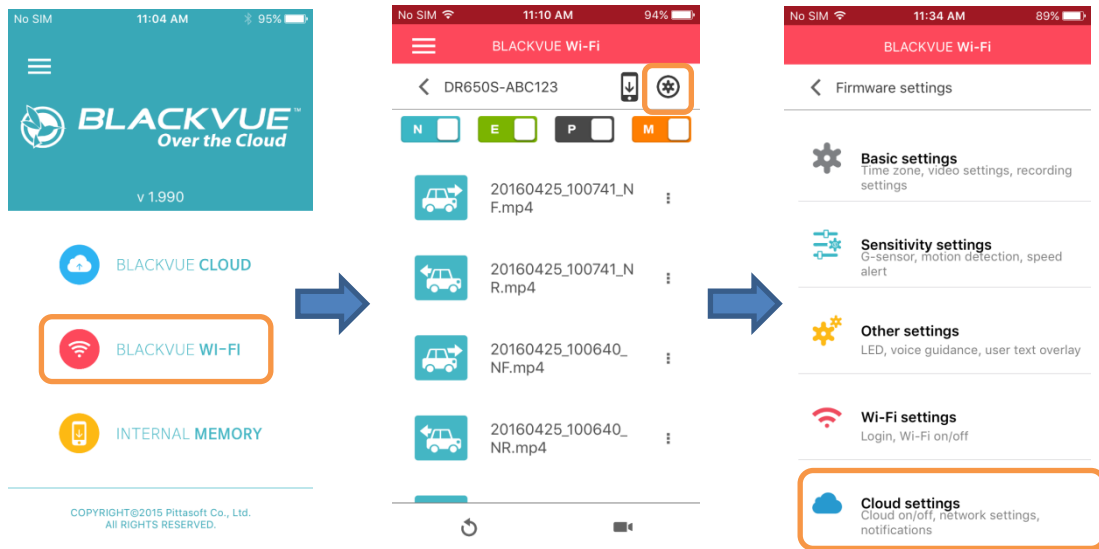 No SIM 11:04 AM 95%
BLACKVUE™
Over the Cloud
v 1.990
BLACKVUE CLOUD
BLACKVUE WI-FI
INTERNAL MEMORY
COPYRIGHT©2015 Pittasoft Co., Ltd.
All RIGHTS RESERVED.
No SIM 11:10 AM 94%
BLACKVUE Wi-Fi
DR650S-ABC123
N E P M
20160425_100741_N
F.mp4
20160425_100741_N
R.mp4
20160425_100640_
NF.mp4
20160425_100640_
NR.mp4
No SIM 11:34 AM 89%
BLACKVUE Wi-Fi
Firmware settings
Basic settings
Time zone, video settings, recording
settings
Sensitivity settings
G-sensor, motion detection, speed
alert
Other settings
LED, voice guidance, user text overlay
Wi-Fi settings
Login, Wi-Fi on/off
Cloud settings
Cloud on/off, network settings,
notifications